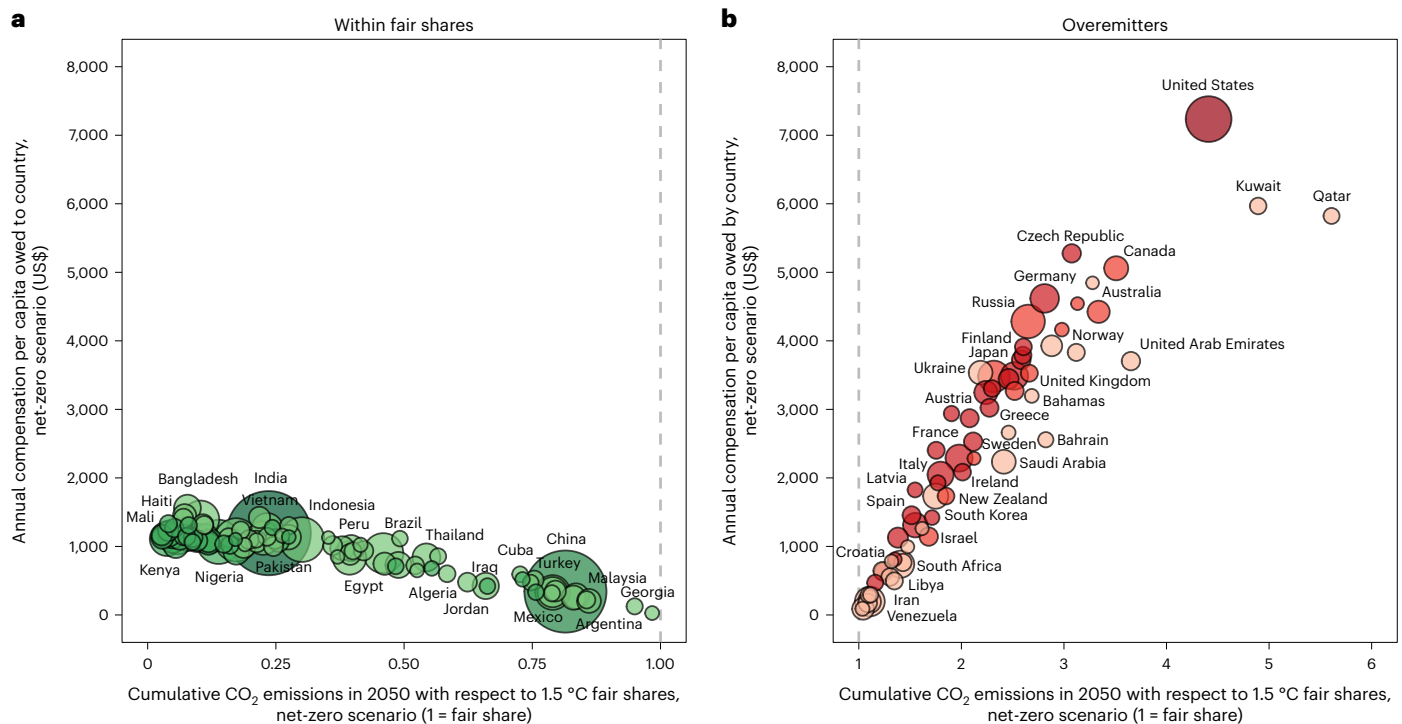 a
Within fair shares
Annual compensation per capita owed to country,
net-zero scenario (US$)
8,000
7,000
6,000
5,000
4,000
3,000
2,000
1,000
0
Bangladesh
India
Haiti
Vietnam
Indonesia
Mali
Peru
Brazil
Thailand
China
Cuba
Turkey
Kenya
Nigeria
Pakistan
Egypt
Algeria
Iraq
Jordan
Malaysia
Georgia
Mexico
Argentina
0
0.25
0.50
0.75
1.00
Cumulative CO2 emissions in 2050 with respect to 1.5 °C fair shares,
net-zero scenario (1 = fair share)
b
Overemitters
Annual compensation per capita owed by country,
net-zero scenario (US$)
8,000
7,000
6,000
5,000
4,000
3,000
2,000
1,000
0
United States
Kuwait
Qatar
Czech Republic
Canada
Germany
Australia
Russia
Finland
Norway
Japan
United Arab Emirates
Ukraine
United Kingdom
Austria
Bahamas
Greece
France
Sweden
Bahrain
Italy
Saudi Arabia
Latvia
Ireland
Spain
New Zealand
South Korea
Israel
Croatia
South Africa
Libya
Iran
Venezuela
1
2
3
4
5
6
Cumulative CO2 emissions in 2050 with respect to 1.5 °C fair shares,
net-zero scenario (1 = fair share)